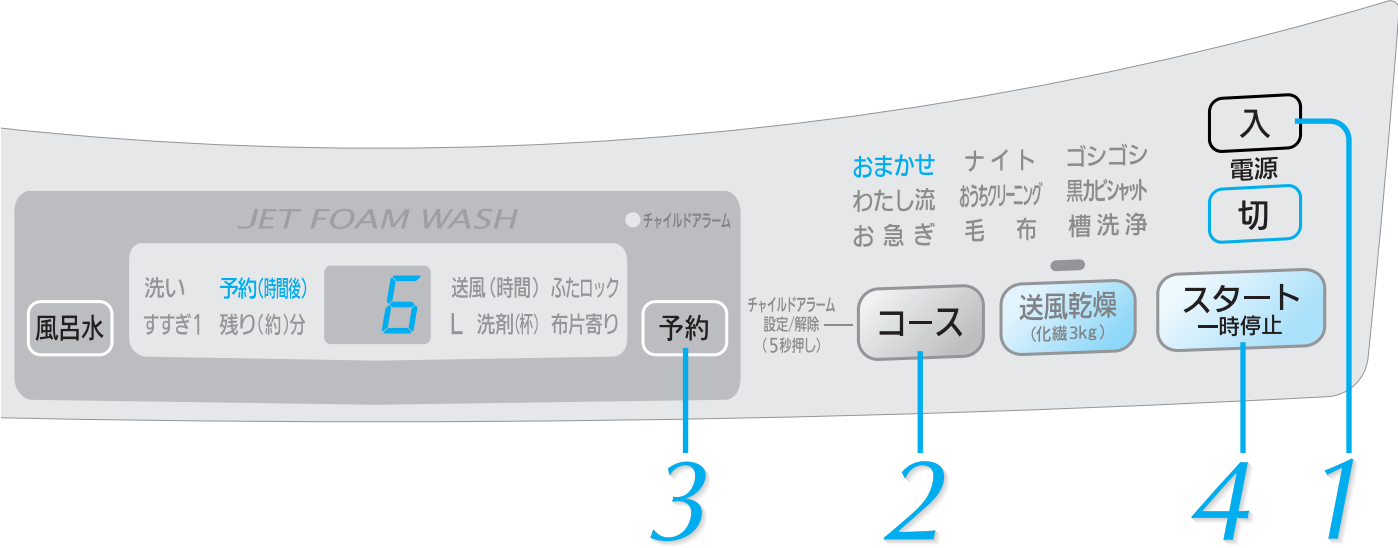 JET FOAM WASH
チャイルドアラーム
洗い 予約(時間後) 6 送風(時間) ふたロック
すすぎ1 残り(約)分 L 洗剤(杯) 布片寄り
風呂水
予約
チャイルドアラーム
設定/解除
(5秒押し)
おまかせ ナイト ゴシゴシ
わたし流 おうちクリーニング 黒カビシャット
お急ぎ 毛布 槽洗浄
コース
送風乾燥
(化繊3kg)
入
電源
切
スタート
一時停止
3 2 4 1